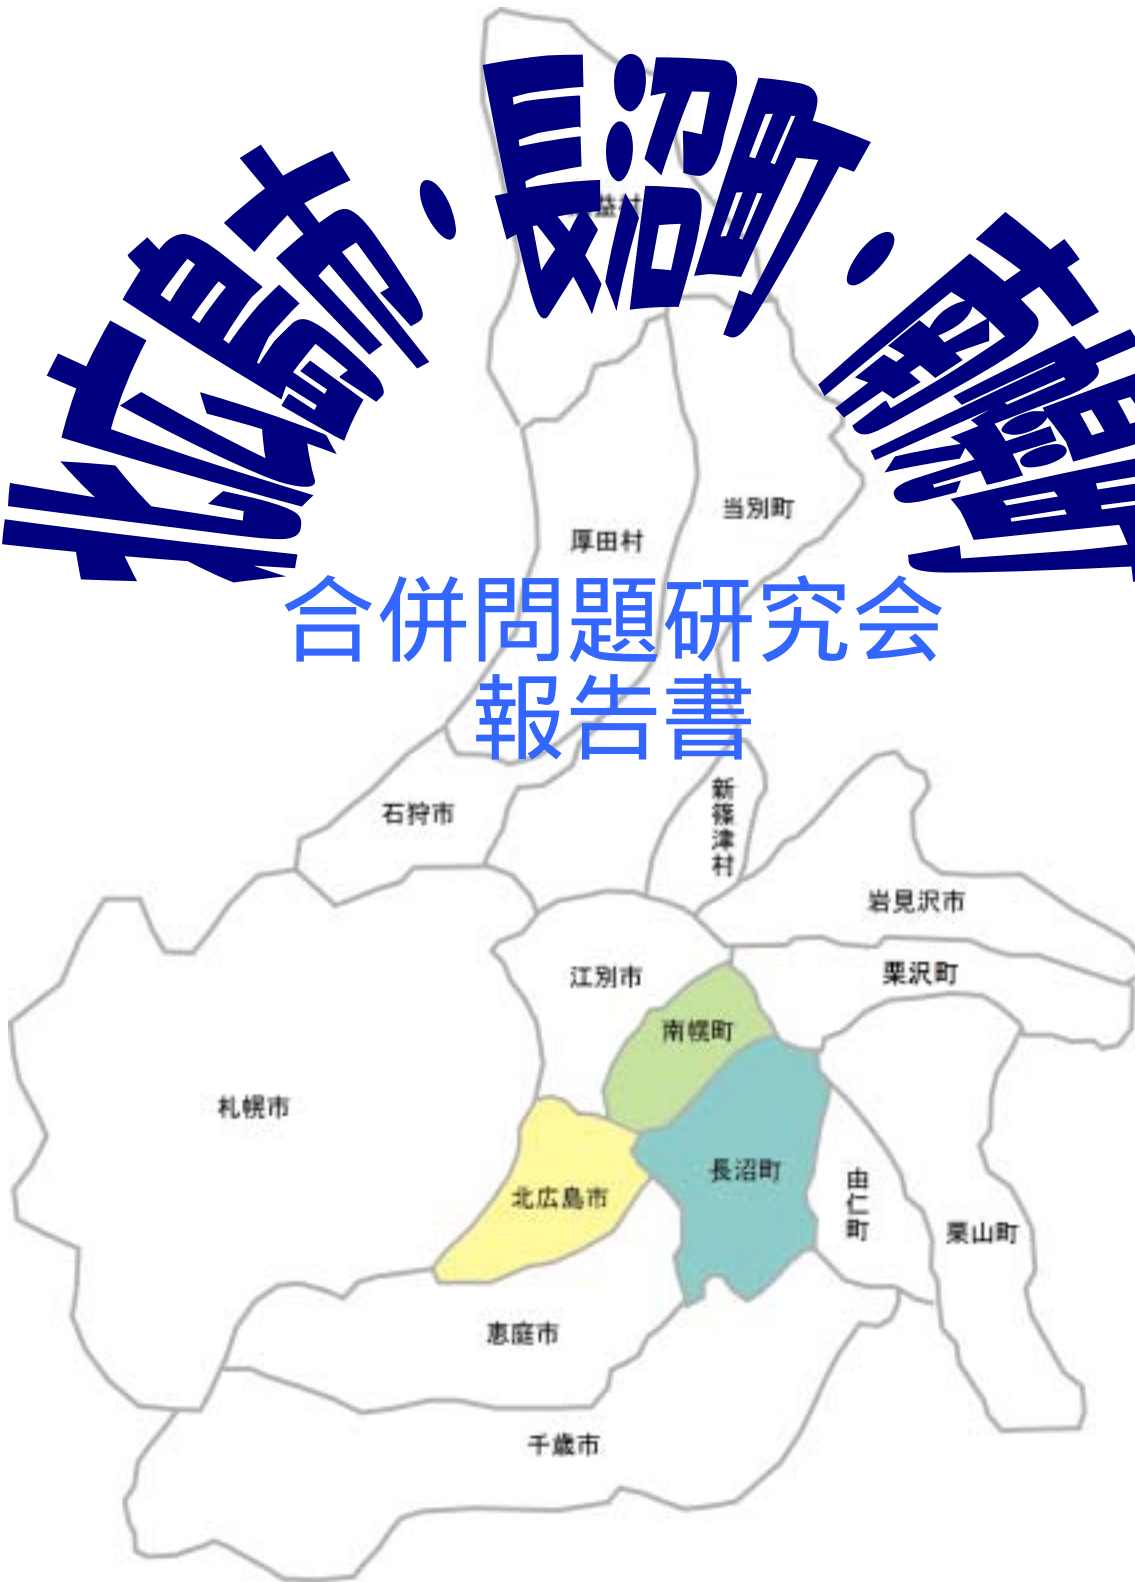 北広島市・長沼町・南幌町
合併問題研究会
報告書
益村
当別町
厚田村
石狩市
新篠津村
岩見沢市
栗沢町
江別市
南幌町
札幌市
長沼町
北広島市
由仁町
栗山町
恵庭市
千歳市